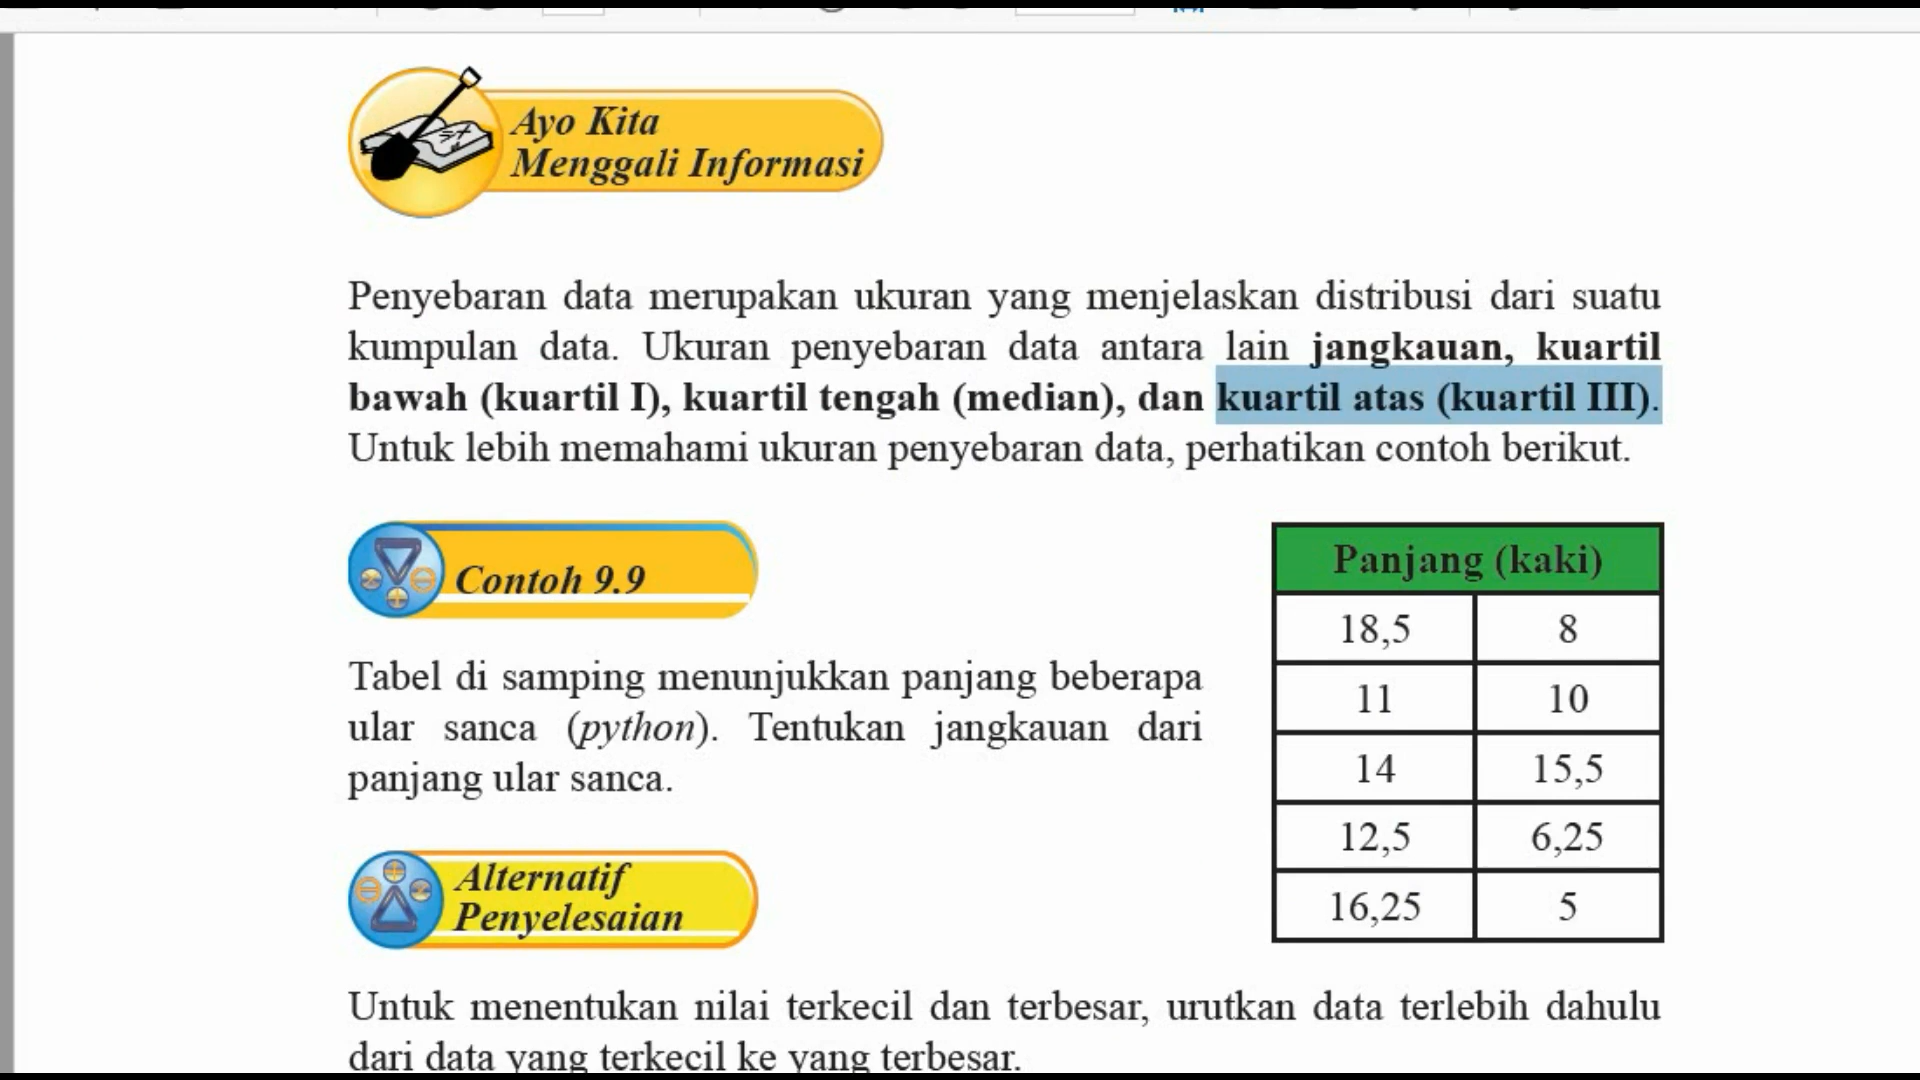 Ayo Kita
Menggali Informasi
Penyebaran data merupakan ukuran yang menjelaskan distribusi dari suatu
kumpulan data. Ukuran penyebaran data antara lain jangkauan, kuartil
bawah (kuartil I), kuartil tengah (median), dan kuartil atas (kuartil III).
Untuk lebih memahami ukuran penyebaran data, perhatikan contoh berikut.
Contoh 9.9
Tabel di samping menunjukkan panjang beberapa
ular sanca (python). Tentukan jangkauan dari
panjang ular sanca.
Panjang (kaki)
18,5 8
11 10
14 15,5
12,5 6,25
16,25 5
Alternatif
Penyelesaian
Untuk menentukan nilai terkecil dan terbesar, urutkan data terlebih dahulu
dari data yang terkecil ke yang terbesar.